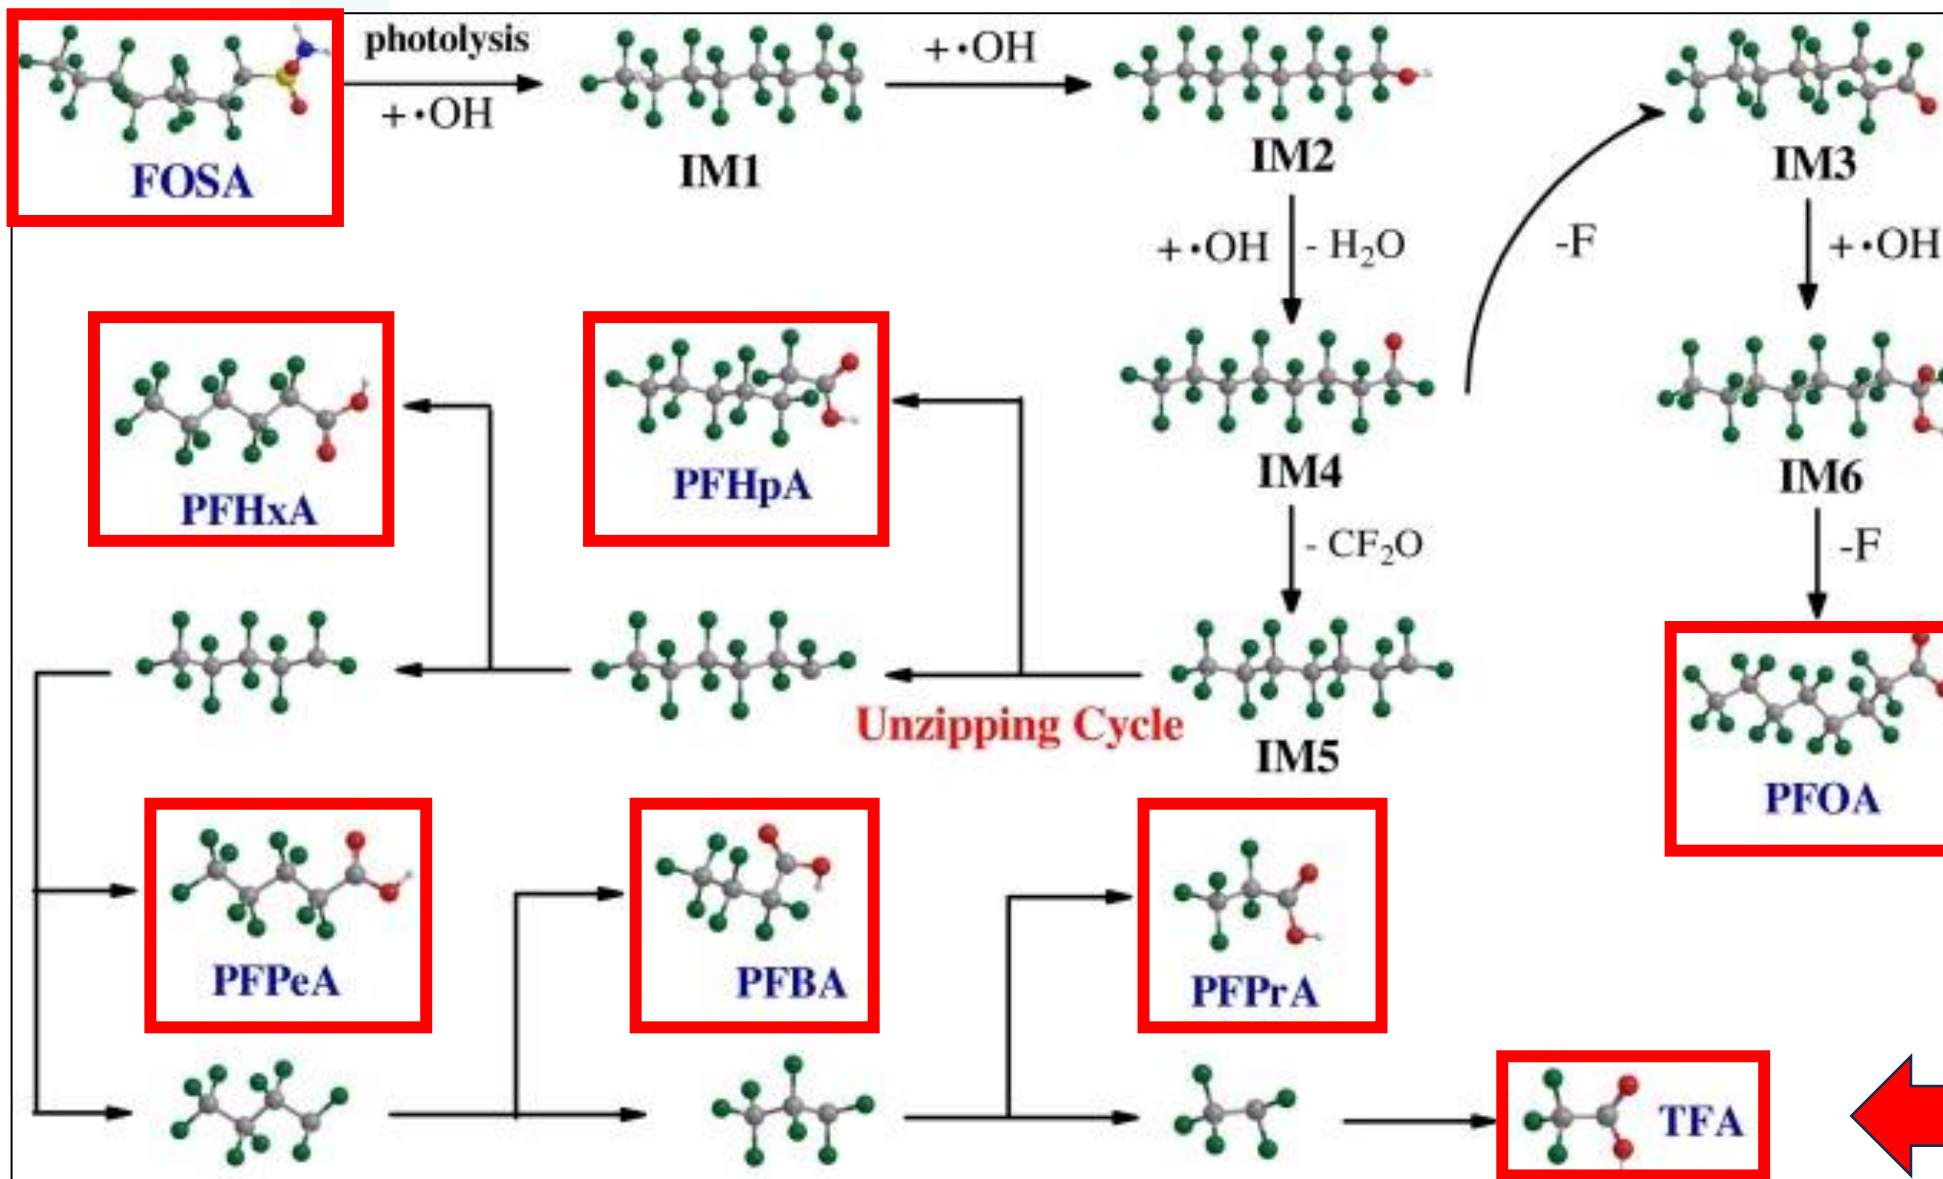 photolysis
+·OH
FOSA
IM1
+·OH
IM2
IM3
+·OH
- H₂O
-F
+·OH
PFHxA
PFHpA
IM4
IM6
- CF₂O
-F
Unzipping Cycle
IM5
PFOA
PFPeA
PFBA
PFPrA
TFA